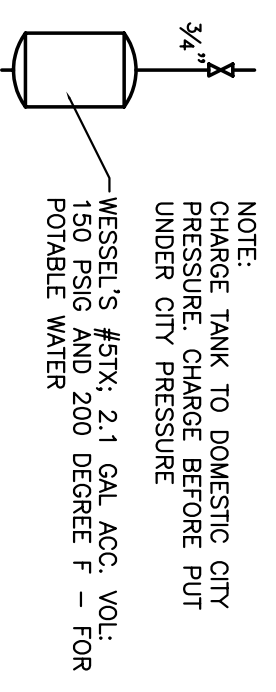 3/4"
NOTE:
CHARGE TANK TO DOMESTIC CITY
PRESSURE. CHARGE BEFORE PUT
UNDER CITY PRESSURE
WESSEL'S #5TX; 2.1 GAL ACC. VOL:
150 PSIG AND 200 DEGREE F – FOR
POTABLE WATER